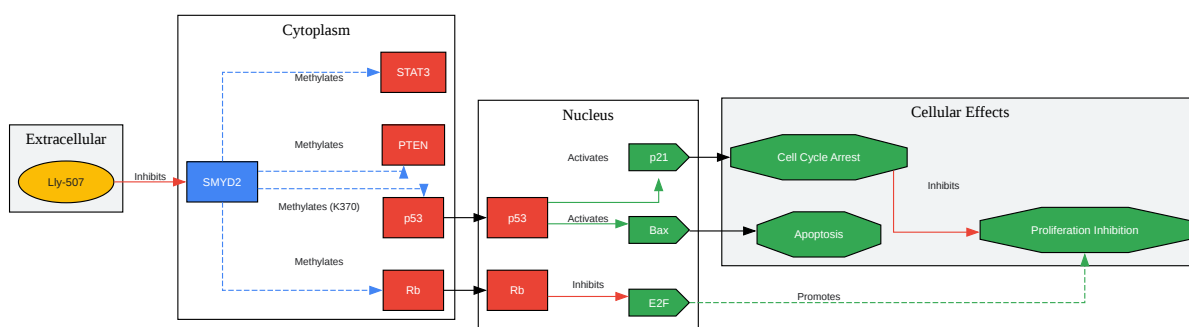 Extracellular
Lly-507
Inhibits
Cytoplasm
SMYD2
Methylates
STAT3
Methylates
PTEN
Methylates (K370)
p53
Methylates
Rb
Nucleus
p53
Activates
p21
Activates
Bax
Rb
Inhibits
E2F
Cellular Effects
Cell Cycle Arrest
Inhibits
Apoptosis
Proliferation Inhibition
Promotes